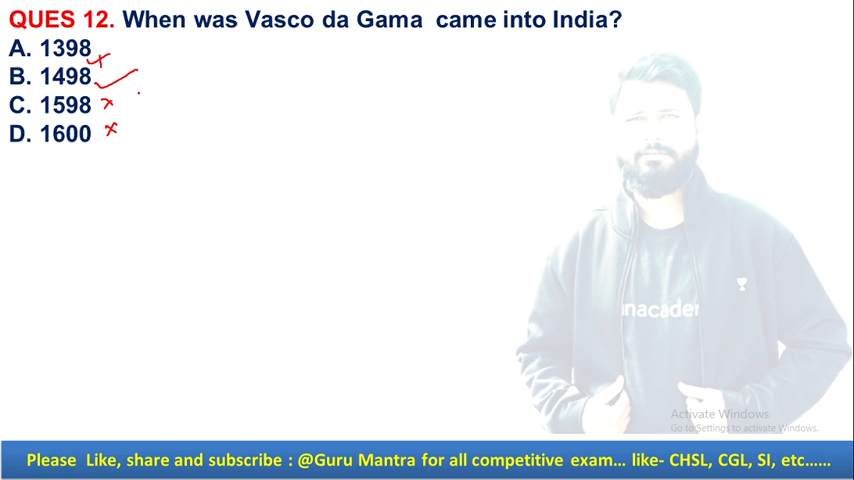 QUES 12. When was Vasco da Gama came into India?
A. 1398
B. 1498
C. 1598
D. 1600
nacade
Activate Windows
Go to Settings to activate Windows.
Please Like, share and subscribe : @Guru Mantra for all competitive exam... like- CHSL, CGL, SI, etc......